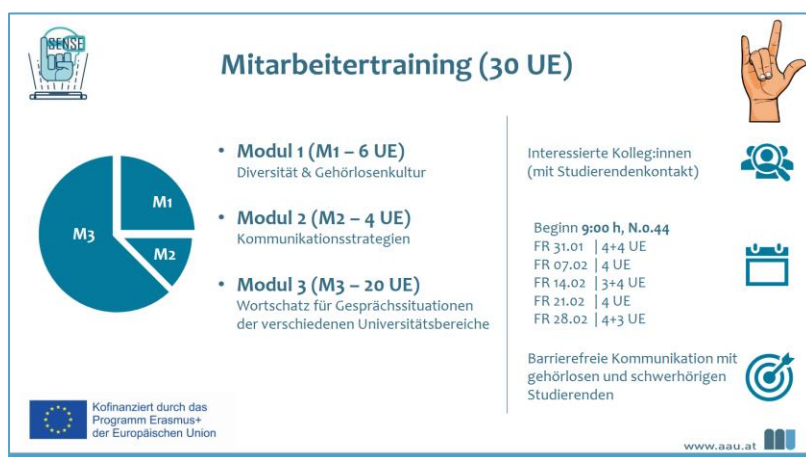 SENSE
Mitarbeitertraining (30 UE)
M1
M2
M3
• Modul 1 (M1 – 6 UE)
Diversität & Gehörlosenkultur
• Modul 2 (M2 – 4 UE)
Kommunikationsstrategien
• Modul 3 (M3 – 20 UE)
Wortschatz für Gesprächssituationen
der verschiedenen Universitätsbereiche
Interessierte Kolleg:innen
(mit Studierendenkontakt)
Beginn 9:00 h, N.0.44
FR 31.01 | 4+4 UE
FR 07.02 | 4 UE
FR 14.02 | 3+4 UE
FR 21.02 | 4 UE
FR 28.02 | 4+3 UE
Barrierefreie Kommunikation mit
gehörlosen und schwerhörigen
Studierenden
Kofinanziert durch das
Programm Erasmus+
der Europäischen Union
www.aau.at